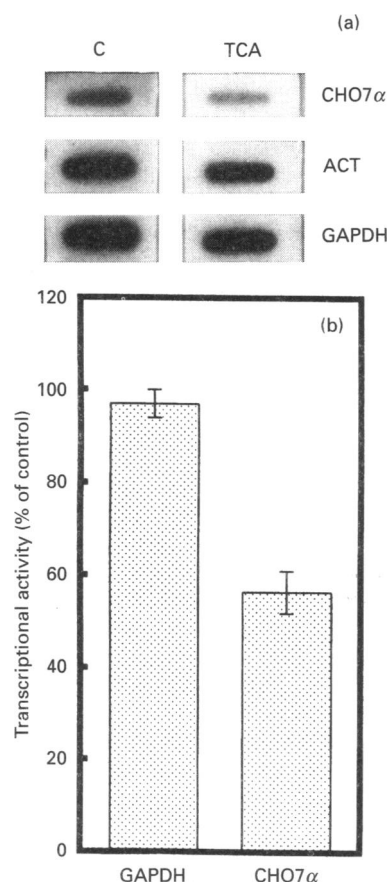 (a)
C TCA
CHO7α
ACT
GAPDH
(b)
120
100
80
60
40
20
0
Transcriptional activity (% of control)
GAPDH CHO7α